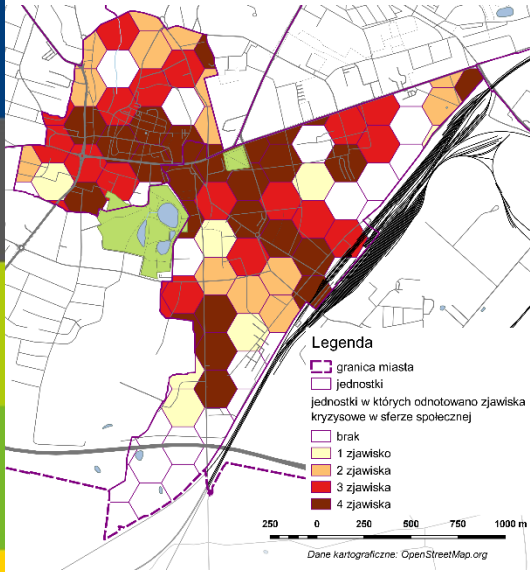 Legenda
granica miasta
jednostki
jednostki w których odnotowano zjawiska
kryzysowe w sferze społecznej
brak
1 zjawisko
2 zjawiska
3 zjawiska
4 zjawiska
250 0 250 500 750 1000 m
Dane kartograficzne: OpenStreetMap.org